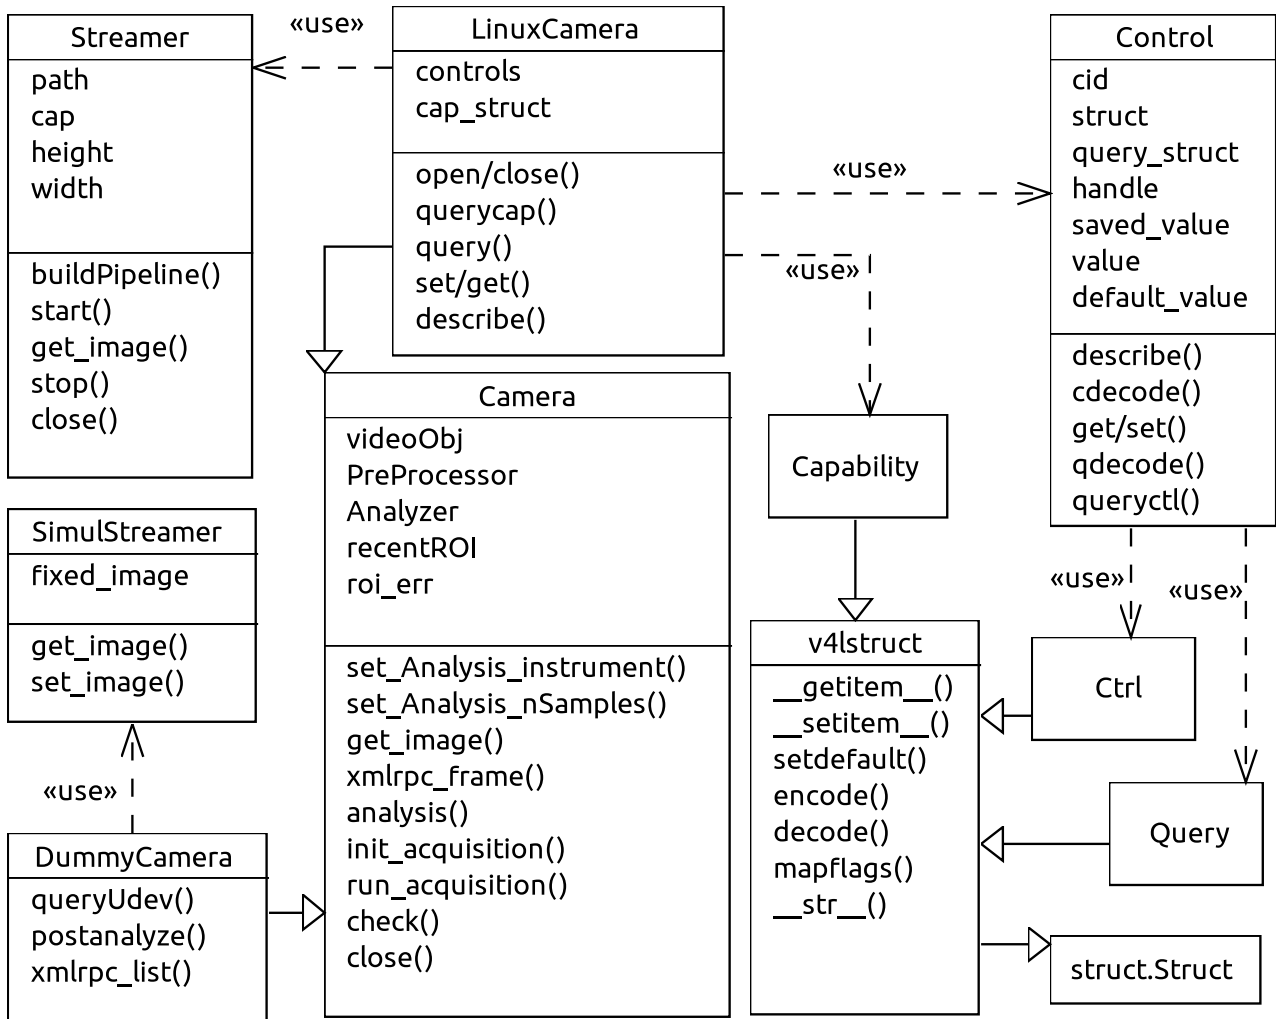 Streamer
path
cap
height
width
buildPipeline()
start()
get_image()
stop()
close()
«use»
LinuxCamera
controls
cap_struct
open/close()
querycap()
query()
set/get()
describe()
«use»
«use»
Control
cid
struct
query_struct
handle
saved_value
value
default_value
describe()
cdecode()
get/set()
qdecode()
queryctl()
SimulStreamer
fixed_image
get_image()
set_image()
«use»
DummyCamera
queryUdev()
postanalyze()
xmlrpc_list()
Camera
videoObj
PreProcessor
Analyzer
recentROI
roi_err
set_Analysis_instrument()
set_Analysis_nSamples()
get_image()
xmlrpc_frame()
analysis()
init_acquisition()
run_acquisition()
check()
close()
Capability
v4lstruct
__getitem__()
__setitem__()
setdefault()
encode()
decode()
mapflags()
__str__()
«use»
«use»
Ctrl
Query
struct.Struct